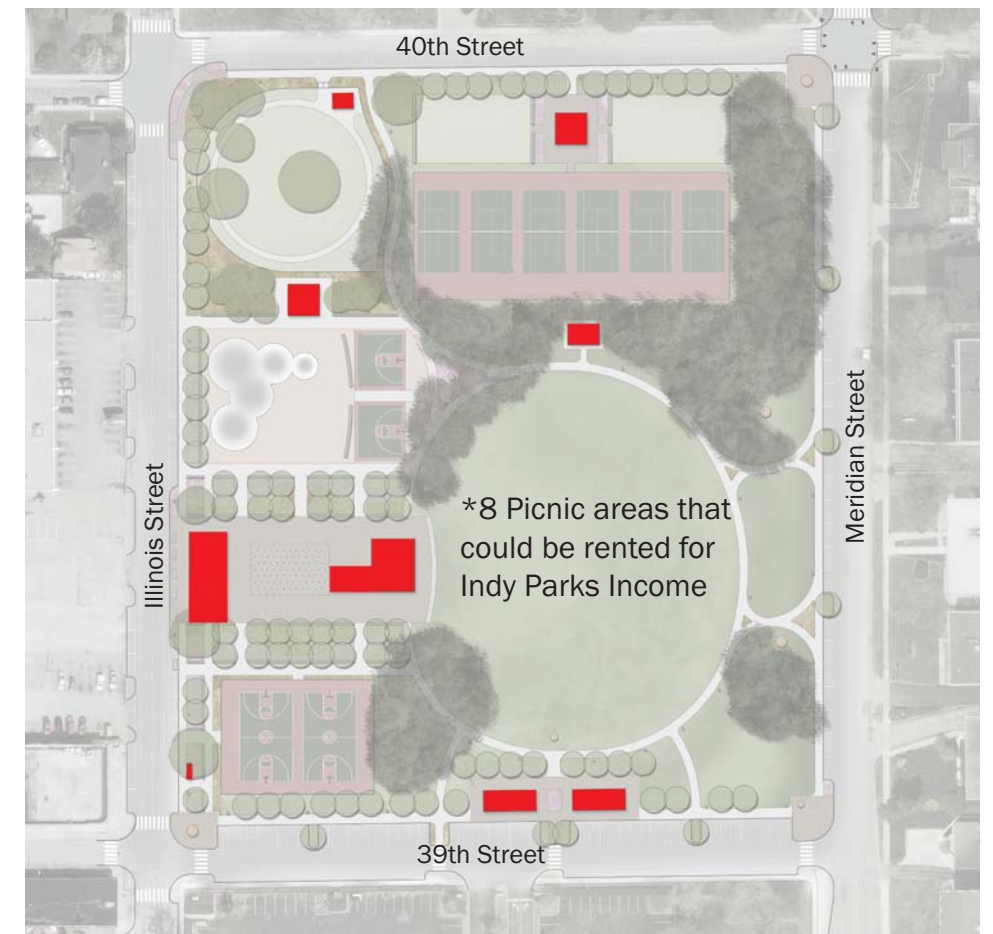 40th Street
Illinois Street
Meridian Street
*8 Picnic areas that
could be rented for
Indy Parks Income
39th Street